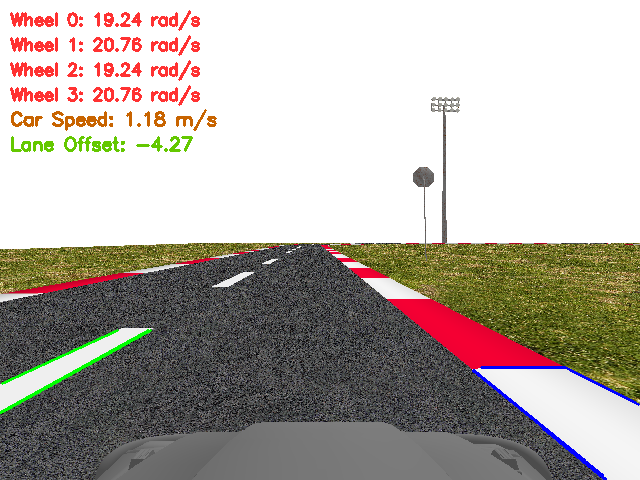 Wheel 0: 19.24 rad/s
Wheel 1: 20.76 rad/s
Wheel 2: 19.24 rad/s
Wheel 3: 20.76 rad/s
Car Speed: 1.18 m/s
Lane Offset: -4.27